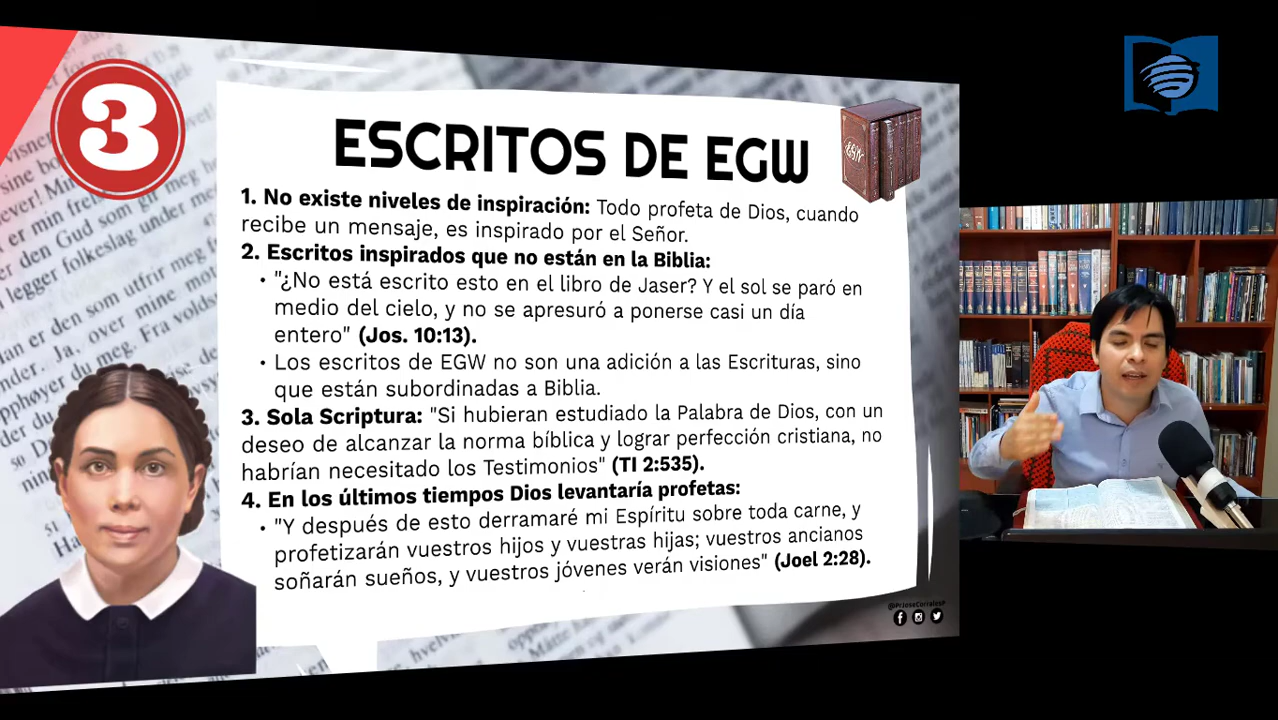 3
ESCRITOS DE EGW
EGW
1. No existe niveles de inspiración: Todo profeta de Dios, cuando
recibe un mensaje, es inspirado por el Señor.
2. Escritos inspirados que no están en la Biblia:
• "¿No está escrito esto en el libro de Jaser? Y el sol se paró en
medio del cielo, y no se apresuró a ponerse casi un día
entero" (Jos. 10:13).
• Los escritos de EGW no son una adición a las Escrituras, sino
que están subordinadas a Biblia.
3. Sola Scriptura: "Si hubieran estudiado la Palabra de Dios, con un
deseo de alcanzar la norma bíblica y lograr perfección cristiana, no
habrían necesitado los Testimonios" (TI 2:535).
4. En los últimos tiempos Dios levantaría profetas:
• "Y después de esto derramaré mi Espíritu sobre toda carne, y
profetizarán vuestros hijos y vuestras hijas; vuestros ancianos
soñarán sueños, y vuestros jóvenes verán visiones" (Joel 2:28).
@PrJoseCorralesP